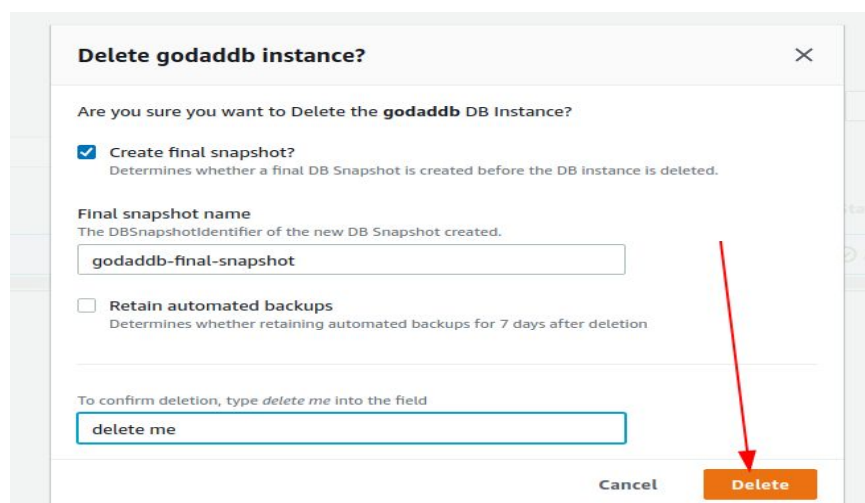 Delete godaddb instance?
Are you sure you want to Delete the godaddb DB Instance?
Create final snapshot?
Determines whether a final DB Snapshot is created before the DB instance is deleted.
Final snapshot name
The DBSnapshotIdentifier of the new DB Snapshot created.
godaddb-final-snapshot
Retain automated backups
Determines whether retaining automated backups for 7 days after deletion
To confirm deletion, type delete me into the field
delete me
Cancel Delete